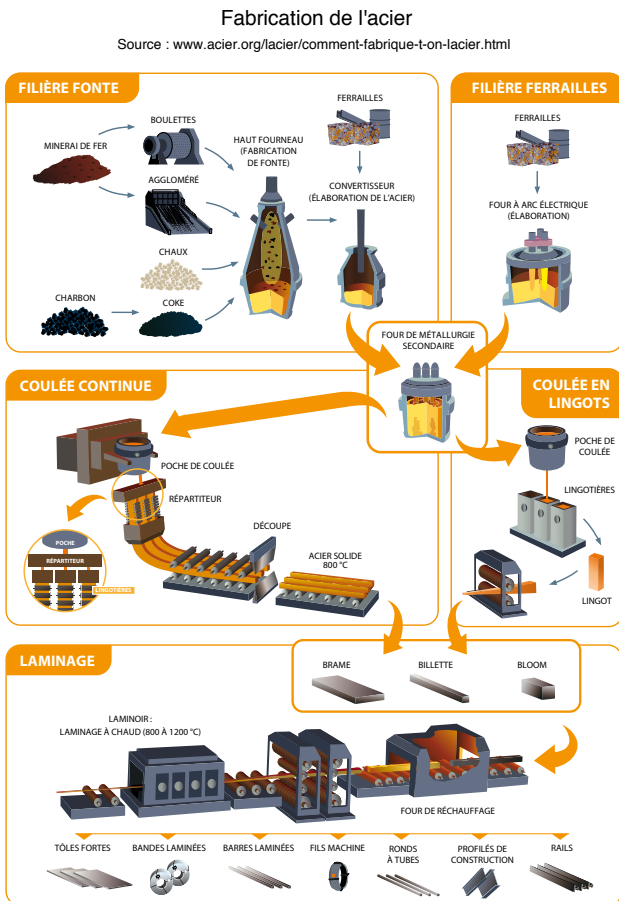 Fabrication de l'acier
Source : www.acier.org/lacier/comment-fabrique-t-on-lacier.html
FILIÈRE FONTE
MINERAI DE FER
BOULETTES
AGGLOMÉRÉ
CHAUX
CHARBON
COKE
HAUT FOURNEAU
(FABRICATION
DE FONTE)
FERRAILLES
CONVERTISSEUR
(ÉLABORATION DE L'ACIER)
FILIÈRE FERRAILLES
FERRAILLES
FOUR À ARC ÉLECTRIQUE
(ÉLABORATION)
FOUR DE MÉTALLURGIE
SECONDAIRE
COULÉE CONTINUE
POCHE DE COULÉE
RÉPARTITEUR
POCHE
RÉPARTITEUR
LINGOTIÈRES
DÉCOUPE
ACIER SOLIDE
800 °C
COULÉE EN
LINGOTS
POCHE DE
COULÉE
LINGOTIÈRES
LINGOT
LAMINAGE
BRAME
BILLETTE
BLOOM
LAMINOIR :
LAMINAGE À CHAUD (800 À 1200 °C)
FOUR DE RÉCHAUFFAGE
TÔLES FORTES
BANDES LAMINÉES
BARRES LAMINÉES
FILS MACHINE
RONDS
À TUBES
PROFILÉS DE
CONSTRUCTION
RAILS